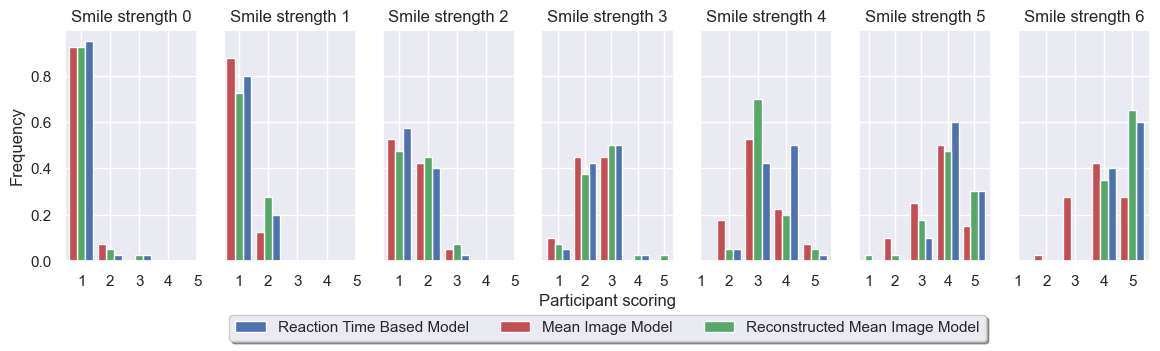 Smile strength 0 Smile strength 1 Smile strength 2 Smile strength 3 Smile strength 4 Smile strength 5 Smile strength 6
Frequency
0.8
0.6
0.4
0.2
0.0
1 2 3 4 5 1 2 3 4 5 1 2 3 4 5 1 2 3 4 5 1 2 3 4 5 1 2 3 4 5 1 2 3 4 5
Participant scoring
Reaction Time Based Model Mean Image Model Reconstructed Mean Image Model